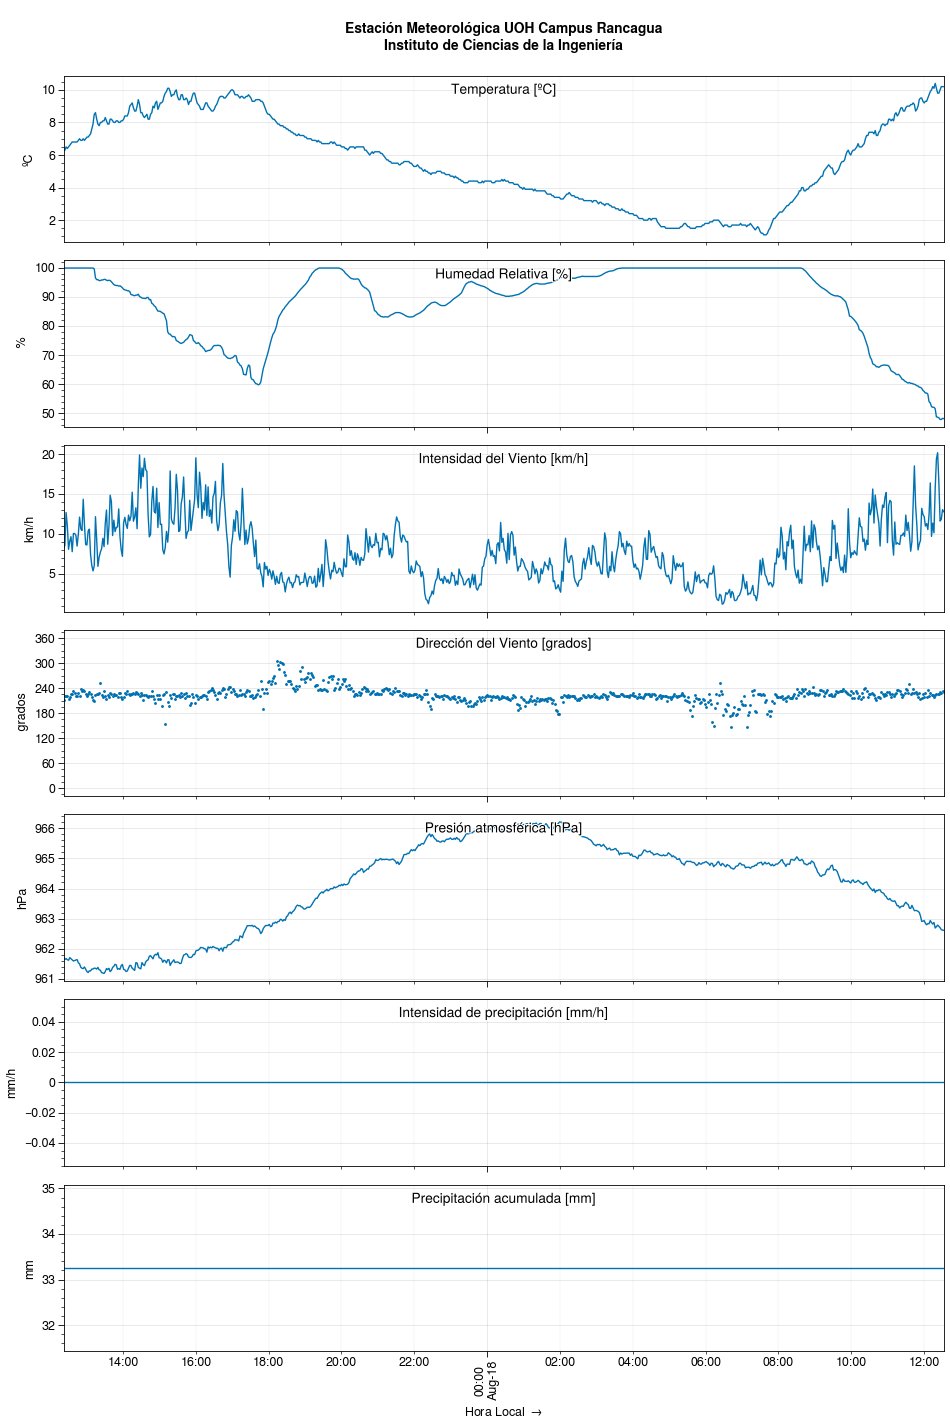 Estación Meteorológica UOH Campus Rancagua
Instituto de Ciencias de la Ingeniería
Temperatura [ºC]
ºC
10
8
6
4
2
Humedad Relativa [%]
%
100
90
80
70
60
50
Intensidad del Viento [km/h]
km/h
20
15
10
5
Dirección del Viento [grados]
grados
360
300
240
180
120
60
0
Presión atmosférica [hPa]
hPa
966
965
964
963
962
961
Intensidad de precipitación [mm/h]
mm/h
0.04
0.02
0
−0.02
−0.04
Precipitación acumulada [mm]
mm
35
34
33
32
14:00 16:00 18:00 20:00 22:00 00:00 02:00 04:00 06:00 08:00 10:00 12:00
Aug-18
Hora Local →